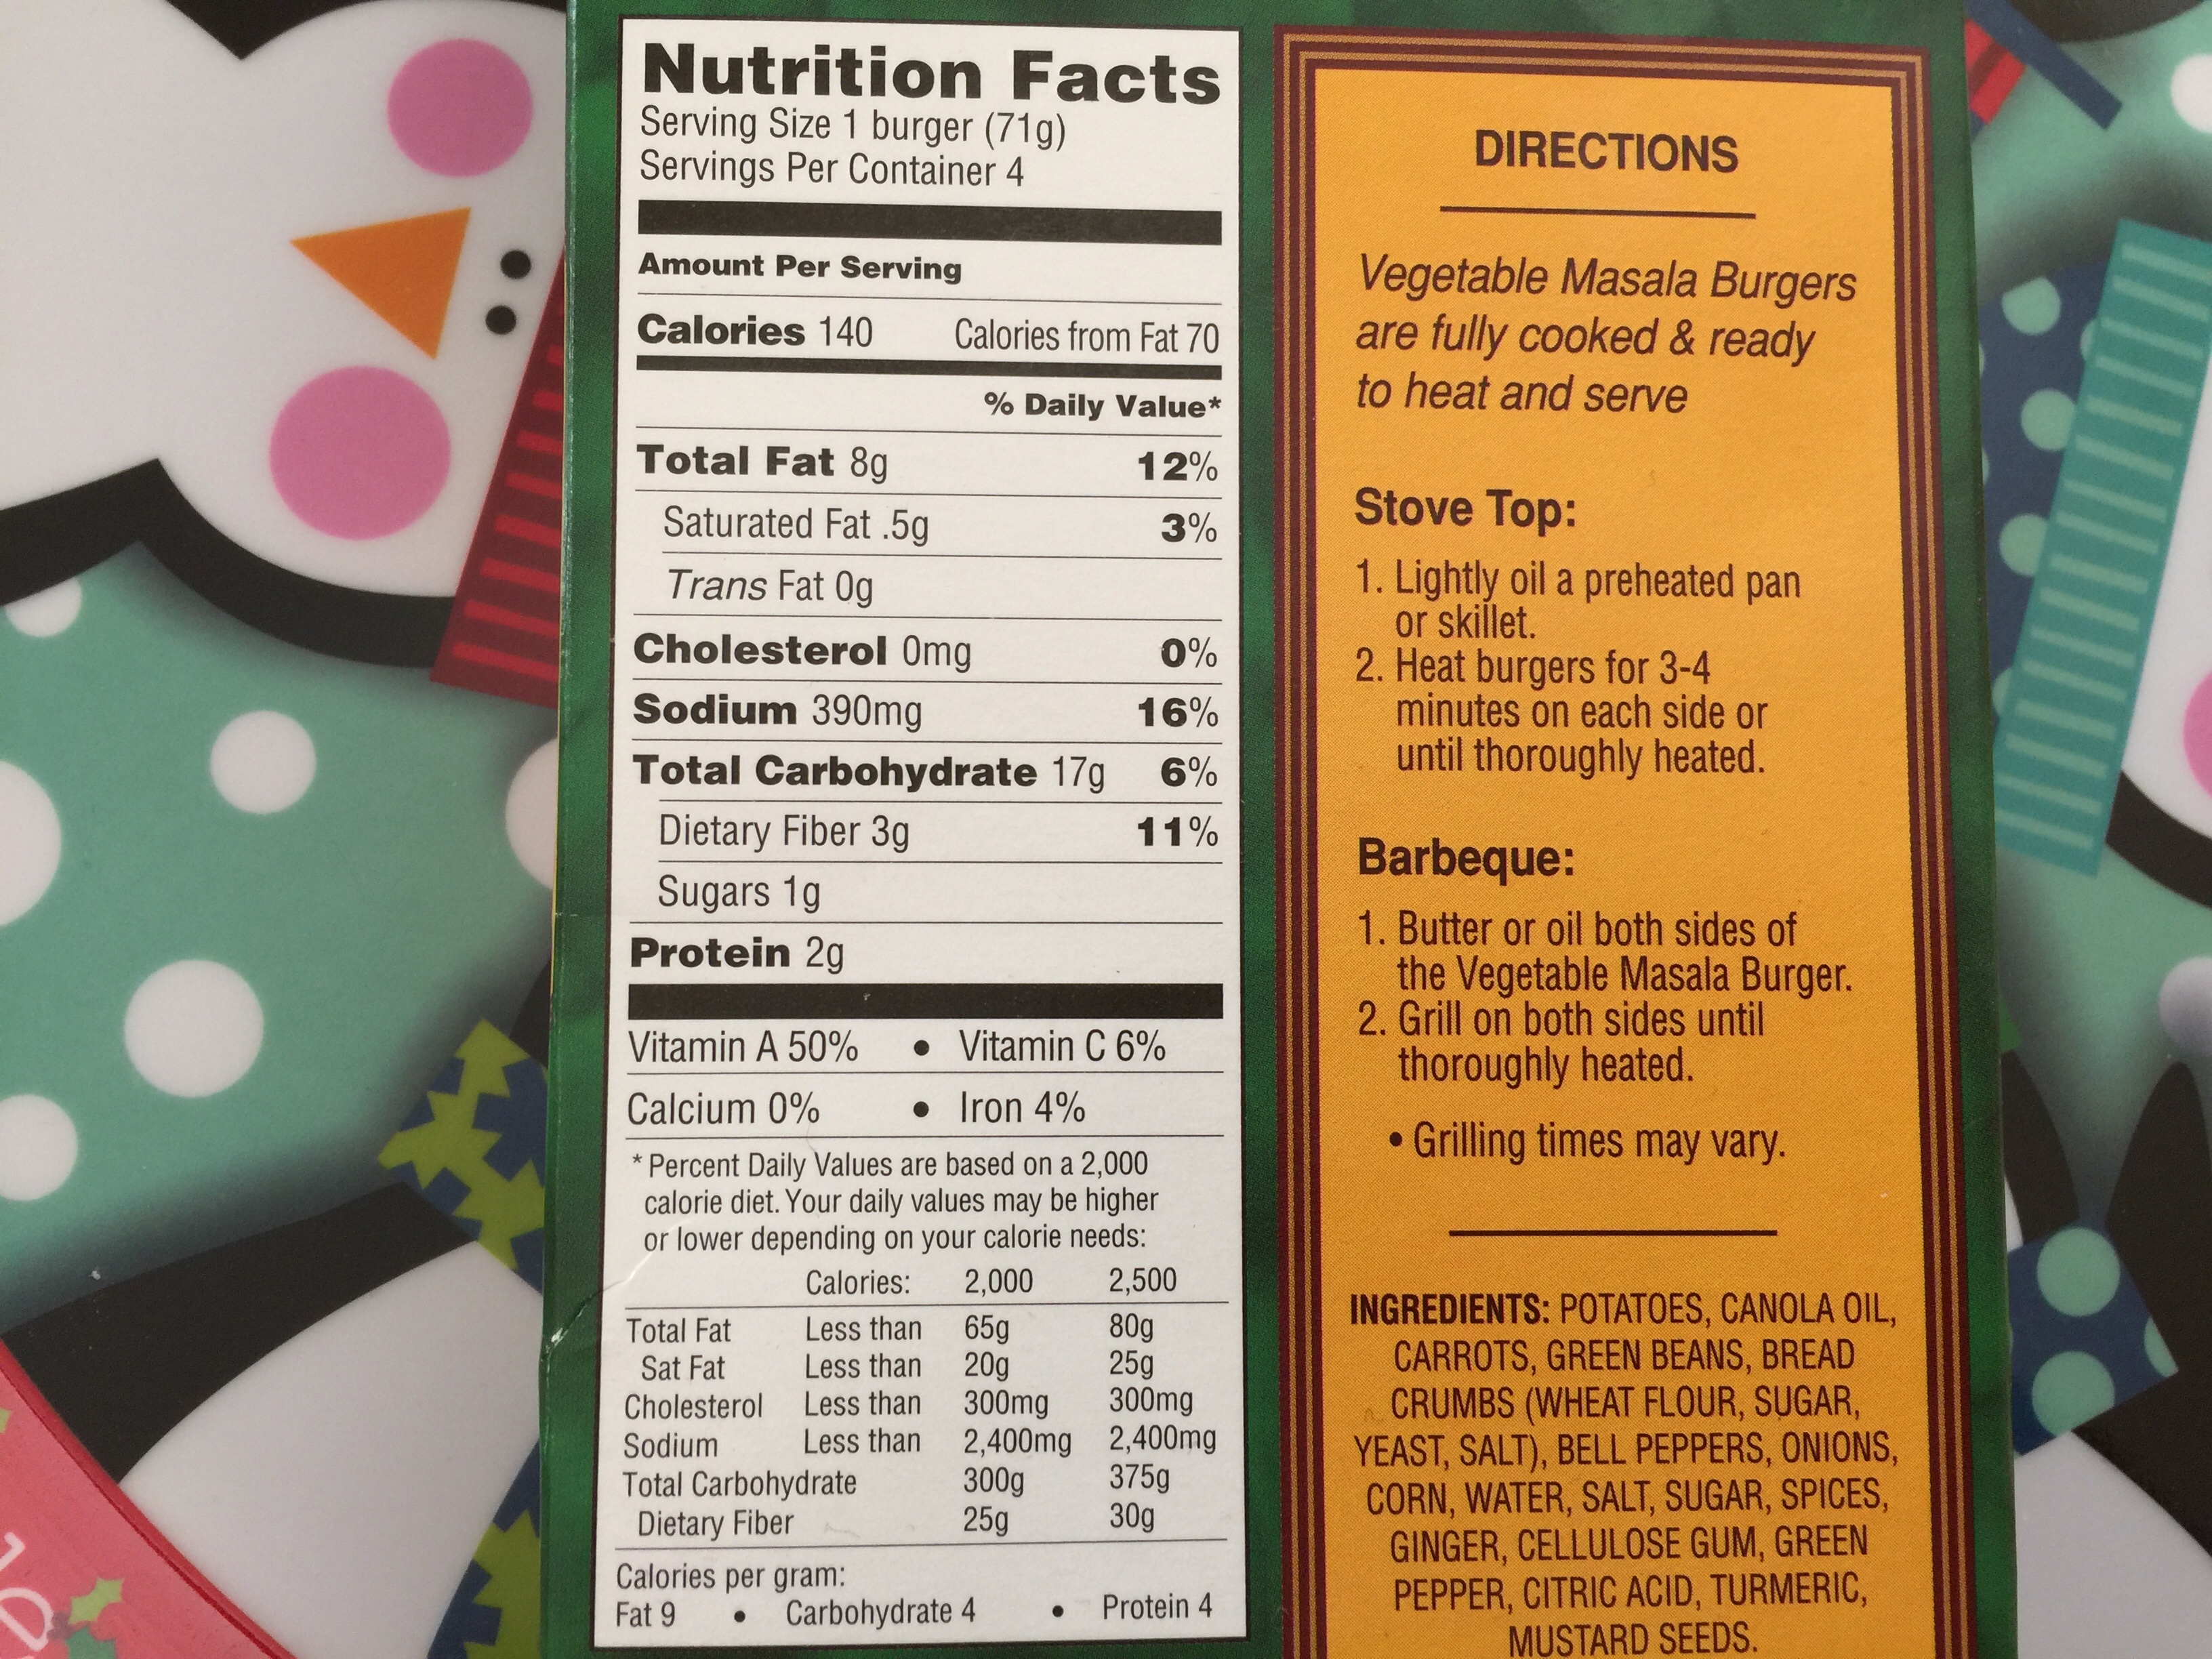 Nutrition Facts
Serving Size 1 burger (71g)
Servings Per Container 4
Amount Per Serving
Calories 140 Calories from Fat 70
% Daily Value*
Total Fat 8g 12%
Saturated Fat .5g 3%
Trans Fat 0g
Cholesterol 0mg 0%
Sodium 390mg 16%
Total Carbohydrate 17g 6%
Dietary Fiber 3g 11%
Sugars 1g
Protein 2g
Vitamin A 50% • Vitamin C 6%
Calcium 0% • Iron 4%
* Percent Daily Values are based on a 2,000
calorie diet. Your daily values may be higher
or lower depending on your calorie needs:
Calories: 2,000 2,500
Total Fat Less than 65g 80g
Sat Fat Less than 20g 25g
Cholesterol Less than 300mg 300mg
Sodium Less than 2,400mg 2,400mg
Total Carbohydrate 300g 375g
Dietary Fiber 25g 30g
Calories per gram:
Fat 9 • Carbohydrate 4 • Protein 4
DIRECTIONS
Vegetable Masala Burgers
are fully cooked & ready
to heat and serve
Stove Top:
1. Lightly oil a preheated pan
or skillet.
2. Heat burgers for 3-4
minutes on each side or
until thoroughly heated.
Barbeque:
1. Butter or oil both sides of
the Vegetable Masala Burger.
2. Grill on both sides until
thoroughly heated.
• Grilling times may vary.
INGREDIENTS: POTATOES, CANOLA OIL,
CARROTS, GREEN BEANS, BREAD
CRUMBS (WHEAT FLOUR, SUGAR,
YEAST, SALT), BELL PEPPERS, ONIONS,
CORN, WATER, SALT, SUGAR, SPICES,
GINGER, CELLULOSE GUM, GREEN
PEPPER, CITRIC ACID, TURMERIC,
MUSTARD SEEDS.